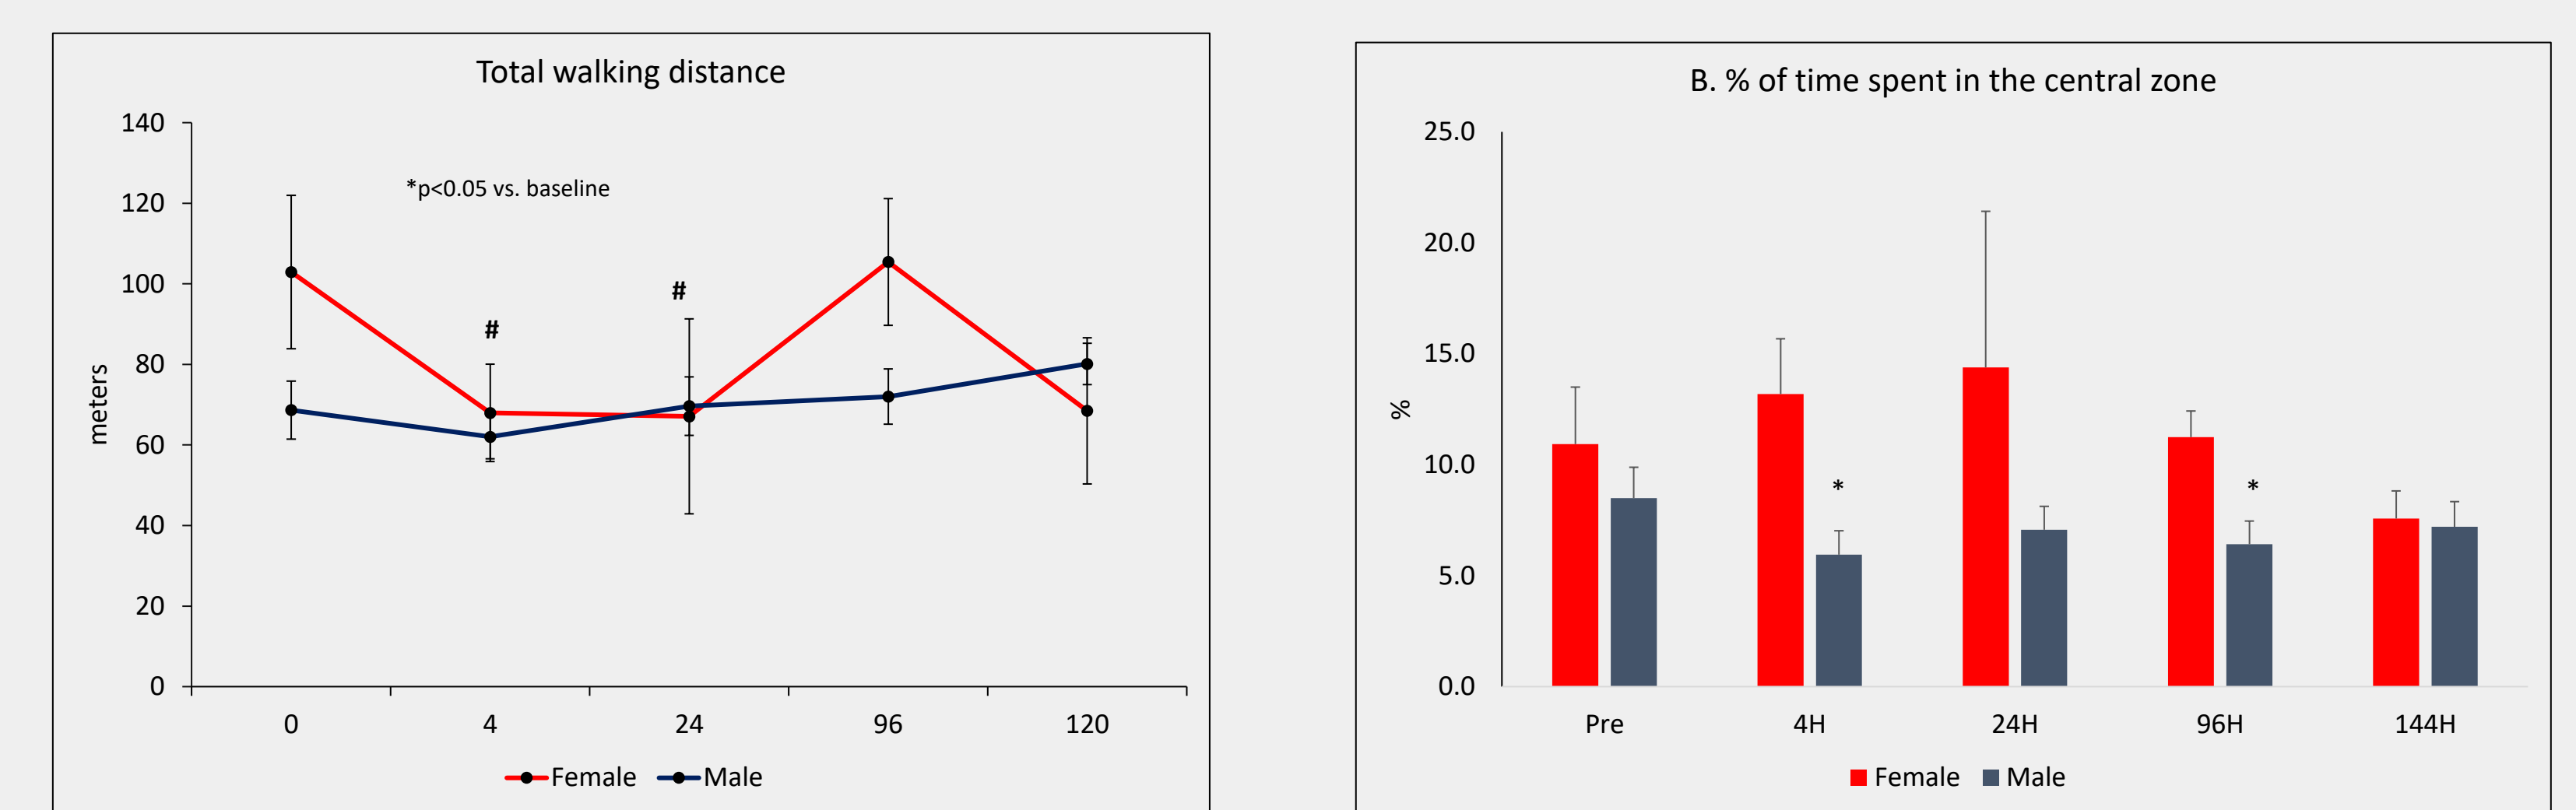 Total walking distance
140
120
100
80
60
40
20
0
meters
*p<0.05 vs. baseline
#
#
0 4 24 96 120
Female Male
B. % of time spent in the central zone
25.0
20.0
15.0
10.0
5.0
0.0
%
* *
Pre 4H 24H 96H 144H
Female Male